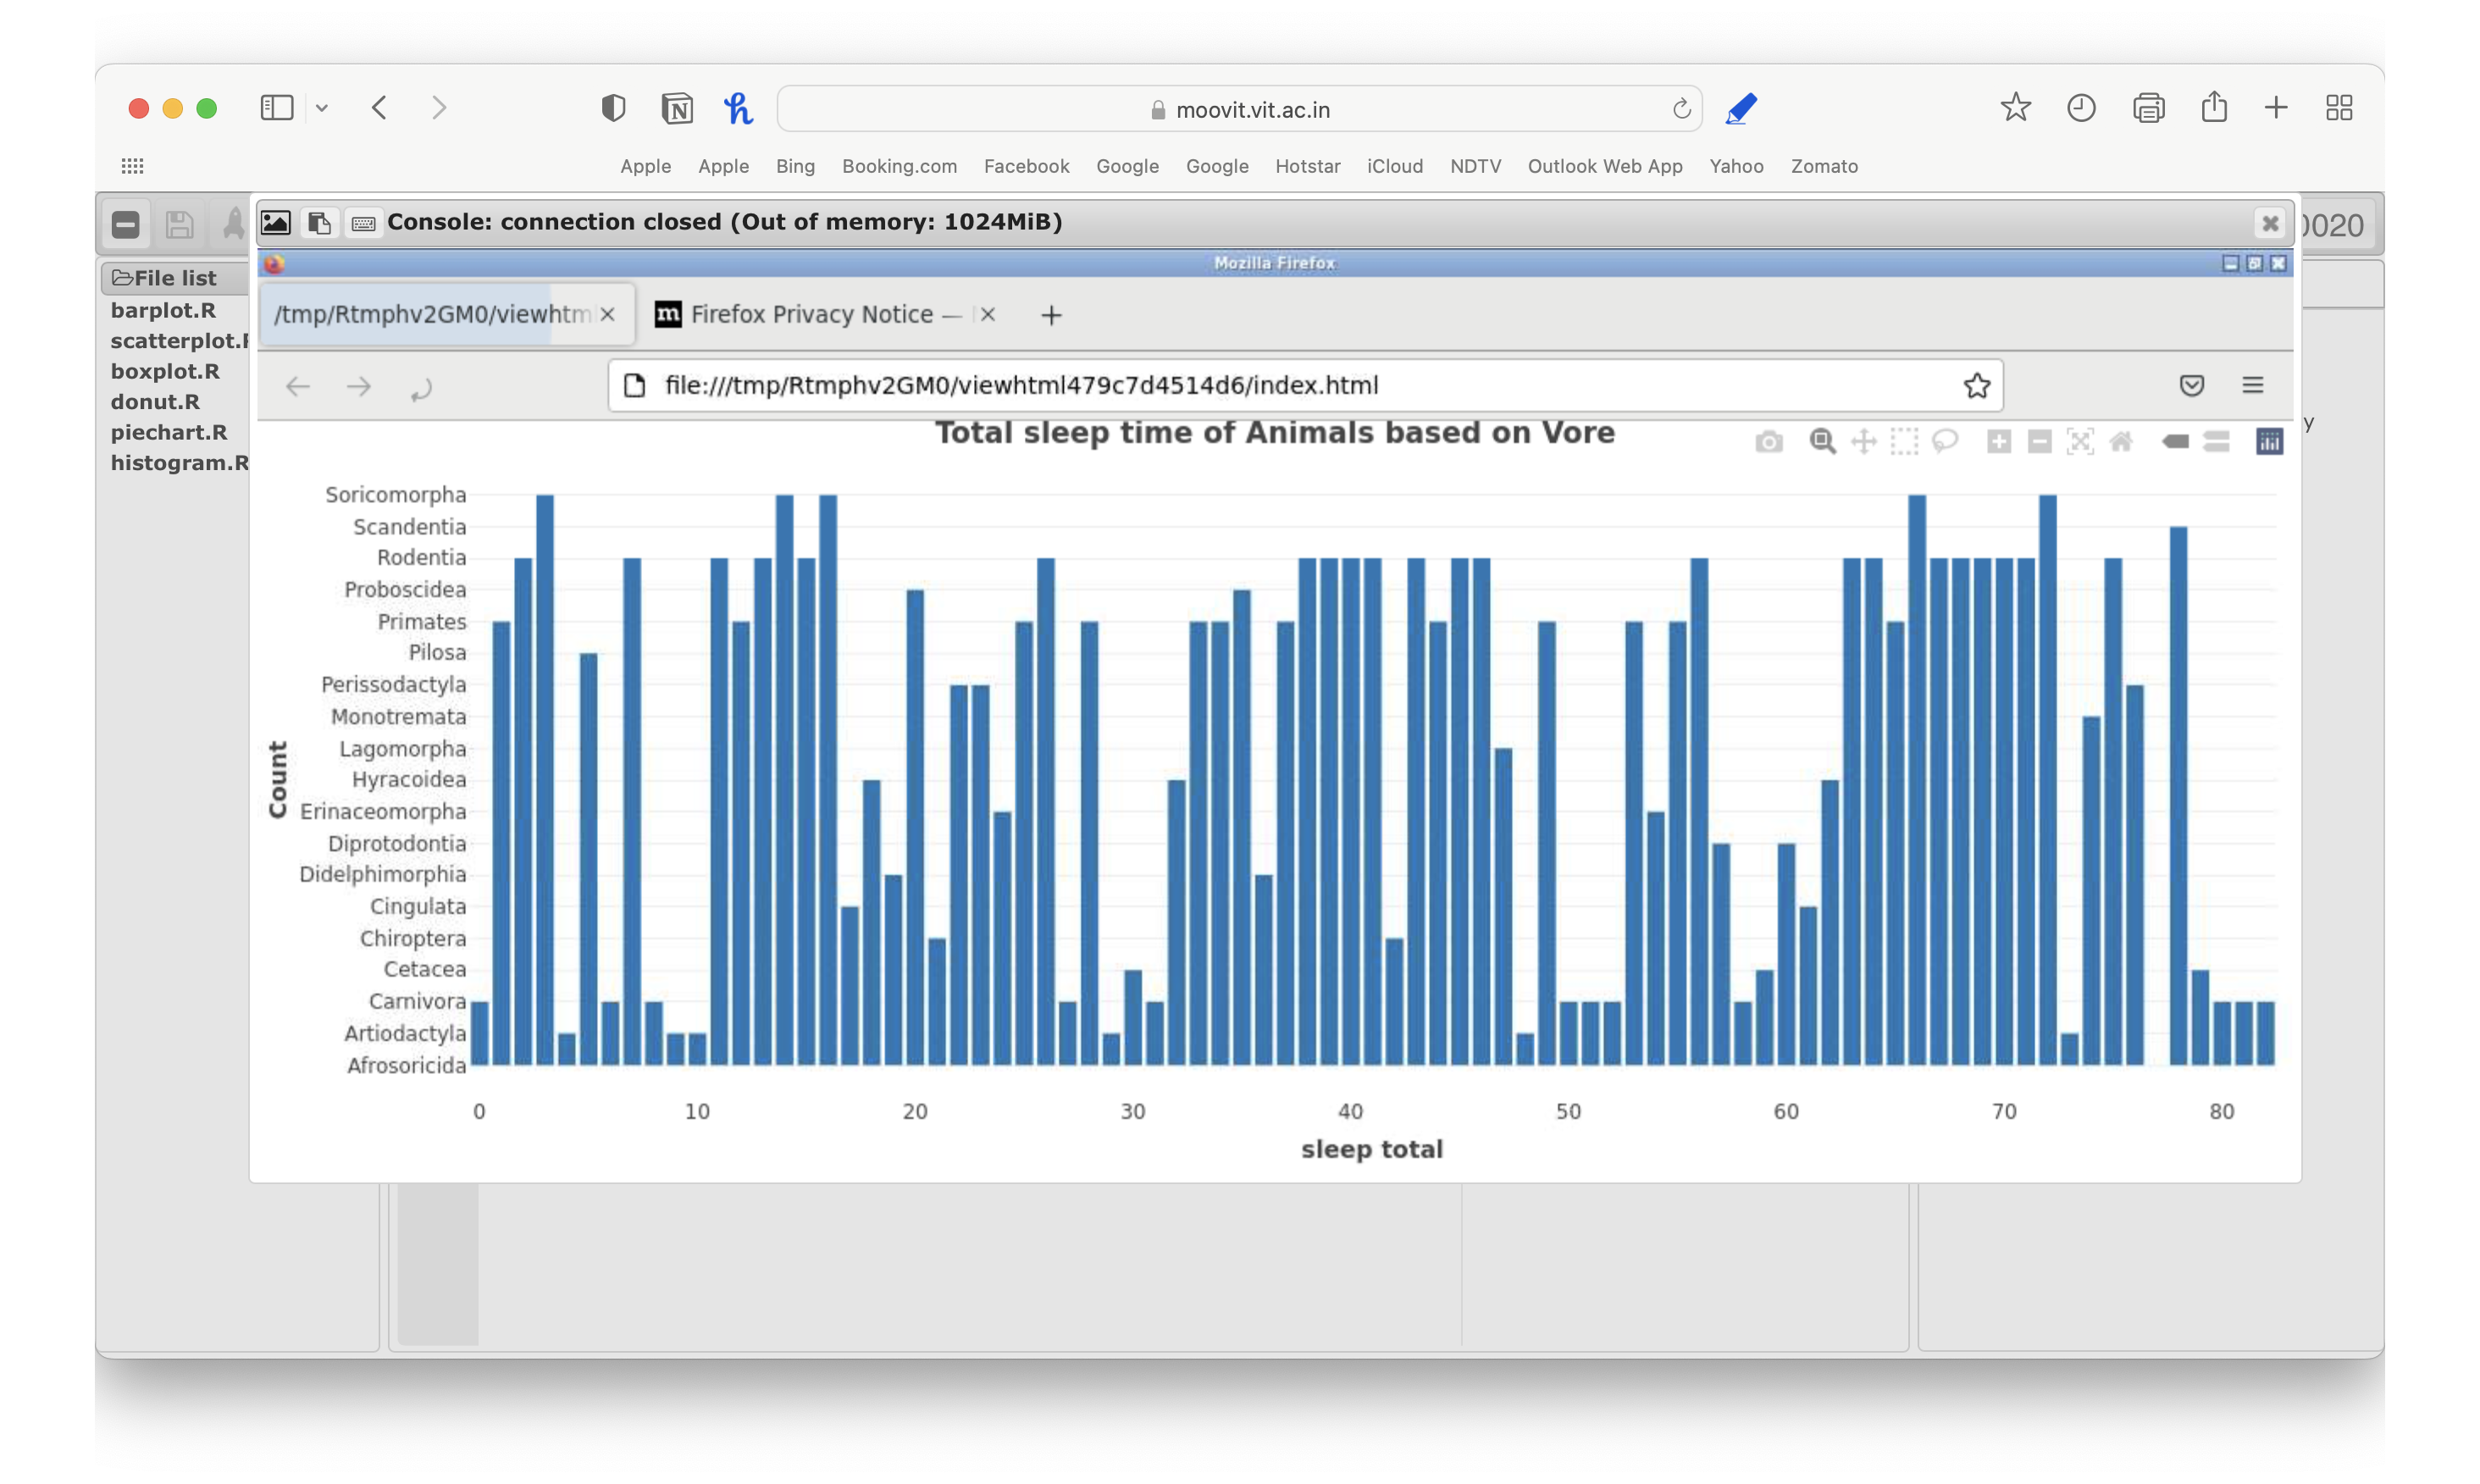 moovit.vit.ac.in
Apple Apple Bing Booking.com Facebook Google Google Hotstar iCloud NDTV Outlook Web App Yahoo Zomato
Console: connection closed (Out of memory: 1024MiB)
0020
File list
barplot.R
scatterplot.R
boxplot.R
donut.R
piechart.R
histogram.R
Mozilla Firefox
/tmp/Rtmphv2GM0/viewhtm
m Firefox Privacy Notice —
file:///tmp/Rtmphv2GM0/viewhtml479c7d4514d6/index.html
y
Total sleep time of Animals based on Vore
Count
Soricomorpha
Scandentia
Rodentia
Proboscidea
Primates
Pilosa
Perissodactyla
Monotremata
Lagomorpha
Hyracoidea
Erinaceomorpha
Diprotodontia
Didelphimorphia
Cingulata
Chiroptera
Cetacea
Carnivora
Artiodactyla
Afrosoricida
0 10 20 30 40 50 60 70 80
sleep total